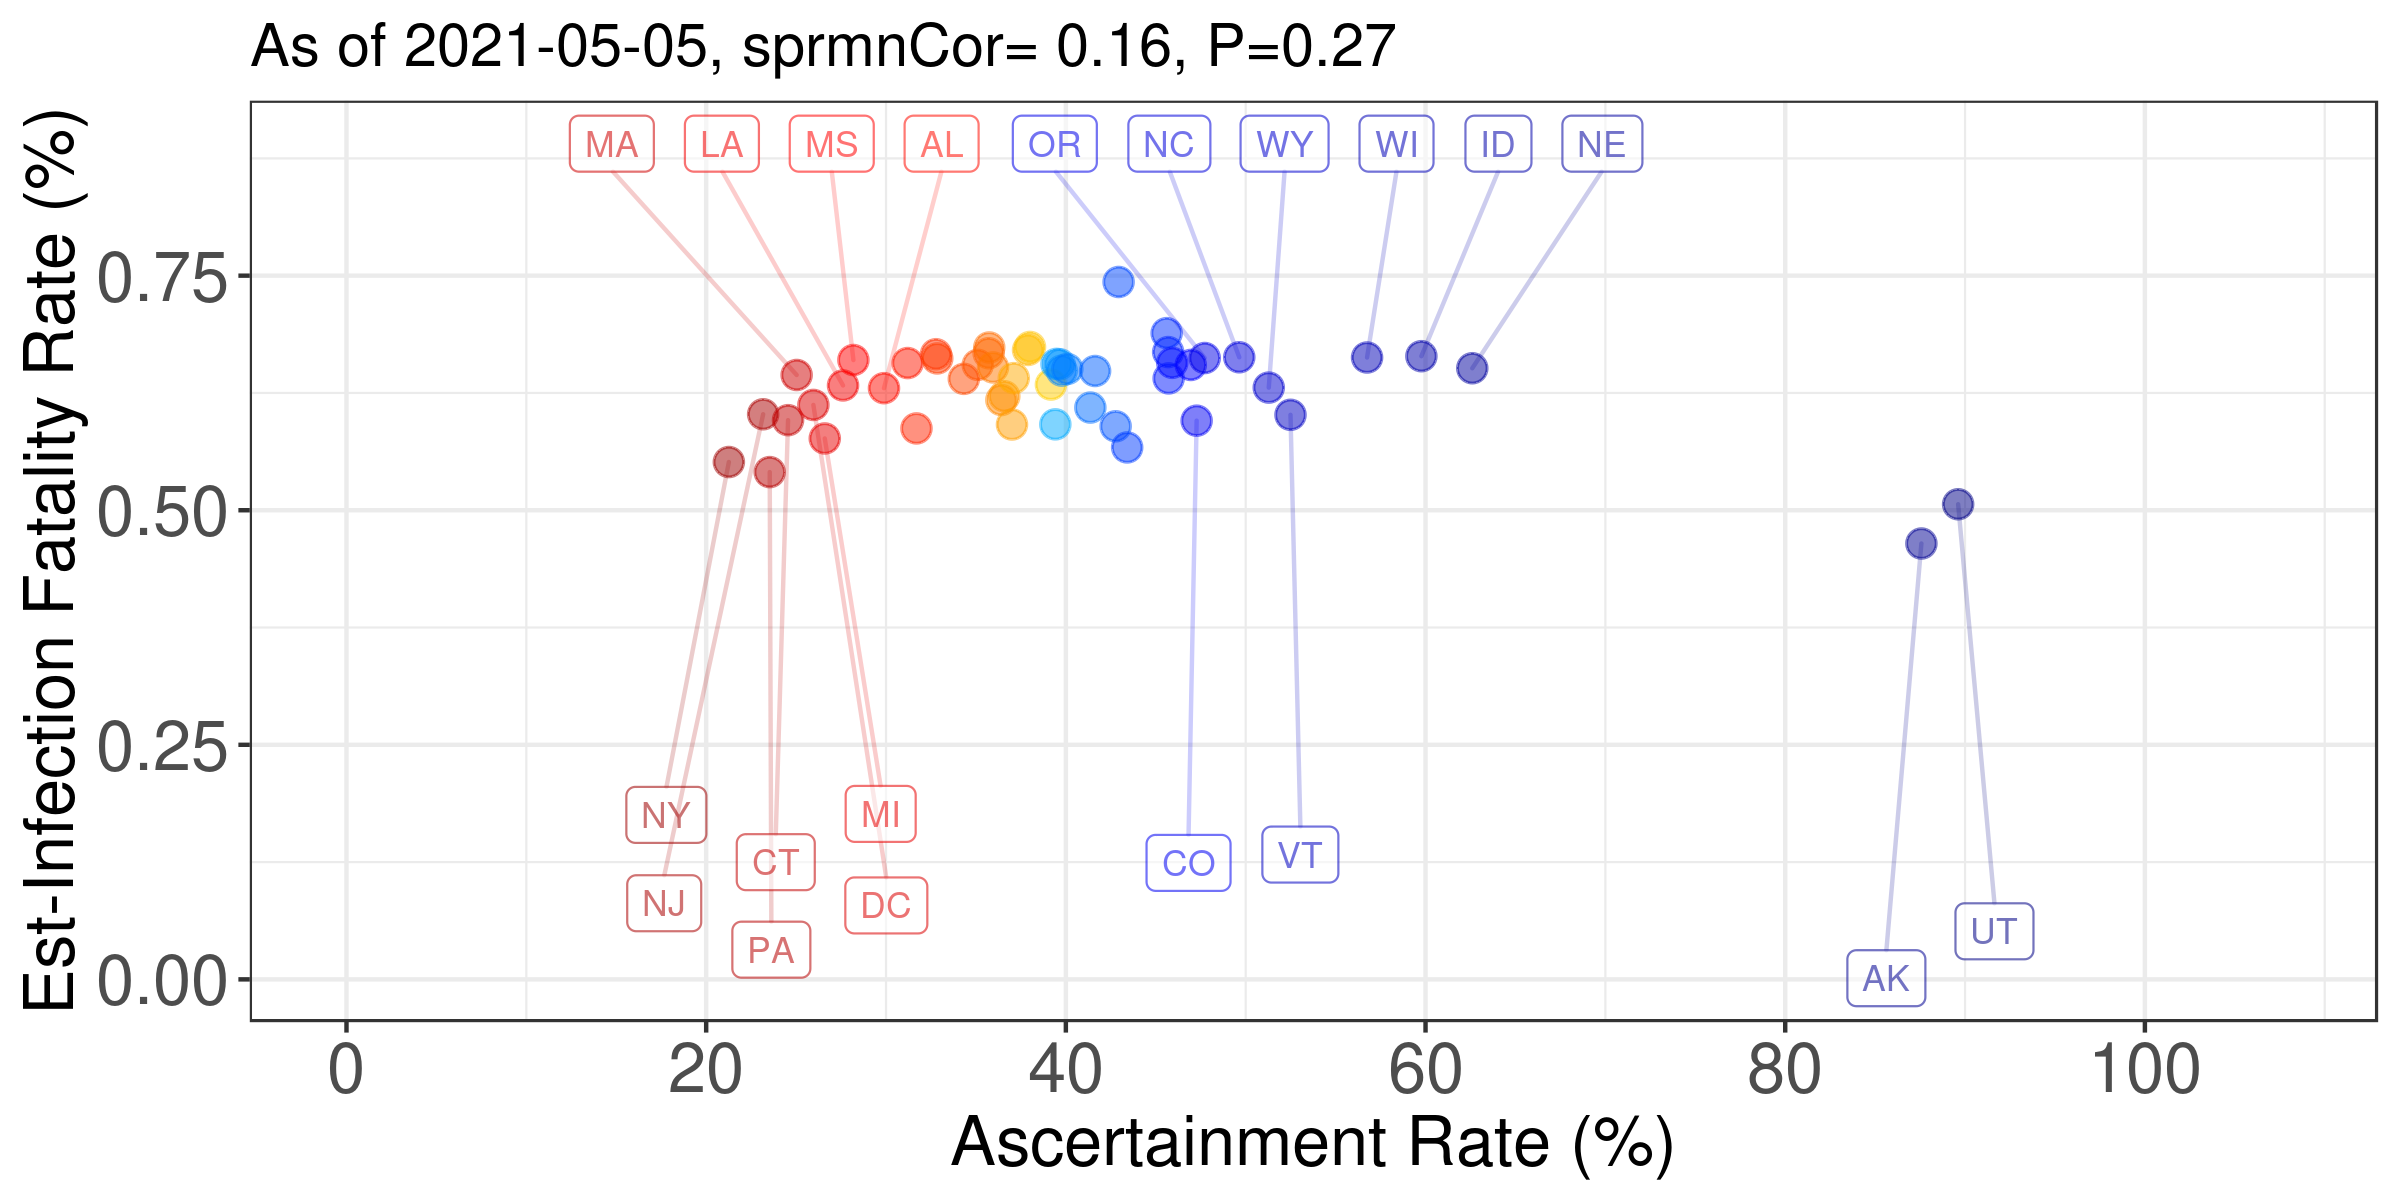 As of 2021-05-05, sprmnCor= 0.16, P=0.27
Est-Infection Fatality Rate (%)
MA LA MS AL OR NC WY WI ID NE
0.75
0.50
0.25
0.00
NY MI
CT CO VT
NJ DC
PA UT
AK
0 20 40 60 80 100
Ascertainment Rate (%)